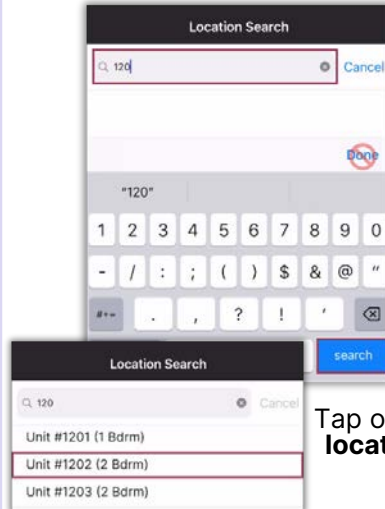 Location Search
120 Cancel
Done
"120"
1 2 3 4 5 6 7 8 9 0
- / : ; ( ) $ & @ "
#+= . , ? ! '
search
Location Search
120 Cancel
Unit #1201 (1 Bdrm)
Unit #1202 (2 Bdrm)
Unit #1203 (2 Bdrm)
Tap